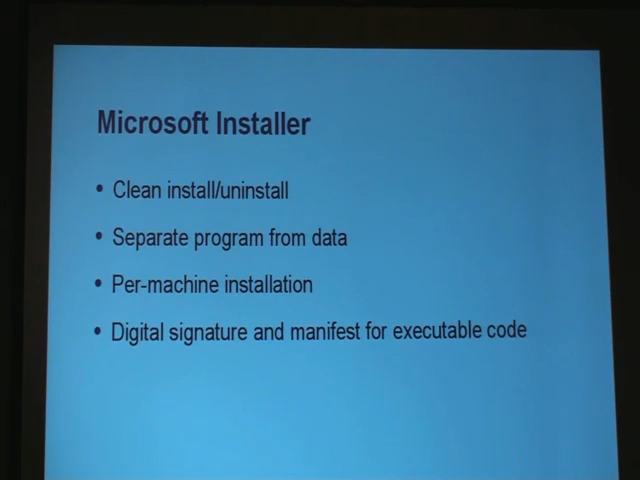 Microsoft Installer
• Clean install/uninstall
• Separate program from data
• Per-machine installation
• Digital signature and manifest for executable code